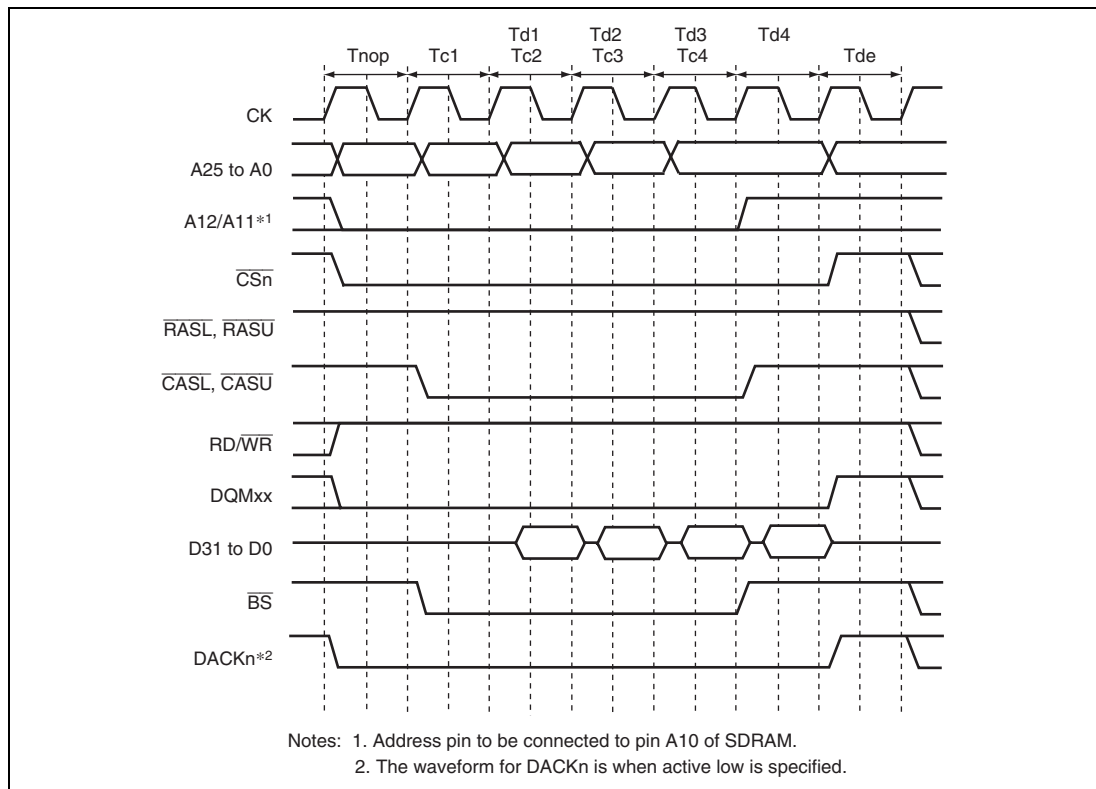 Td1 Td2 Td3 Td4
Tnop Tc1 Tc2 Tc3 Tc4 Tde
CK
A25 to A0
A12/A11*1
CSn
RASL, RASU
CASL, CASU
RD/WR
DQMxx
D31 to D0
BS
DACKn*2
Notes: 1. Address pin to be connected to pin A10 of SDRAM.
2. The waveform for DACKn is when active low is specified.